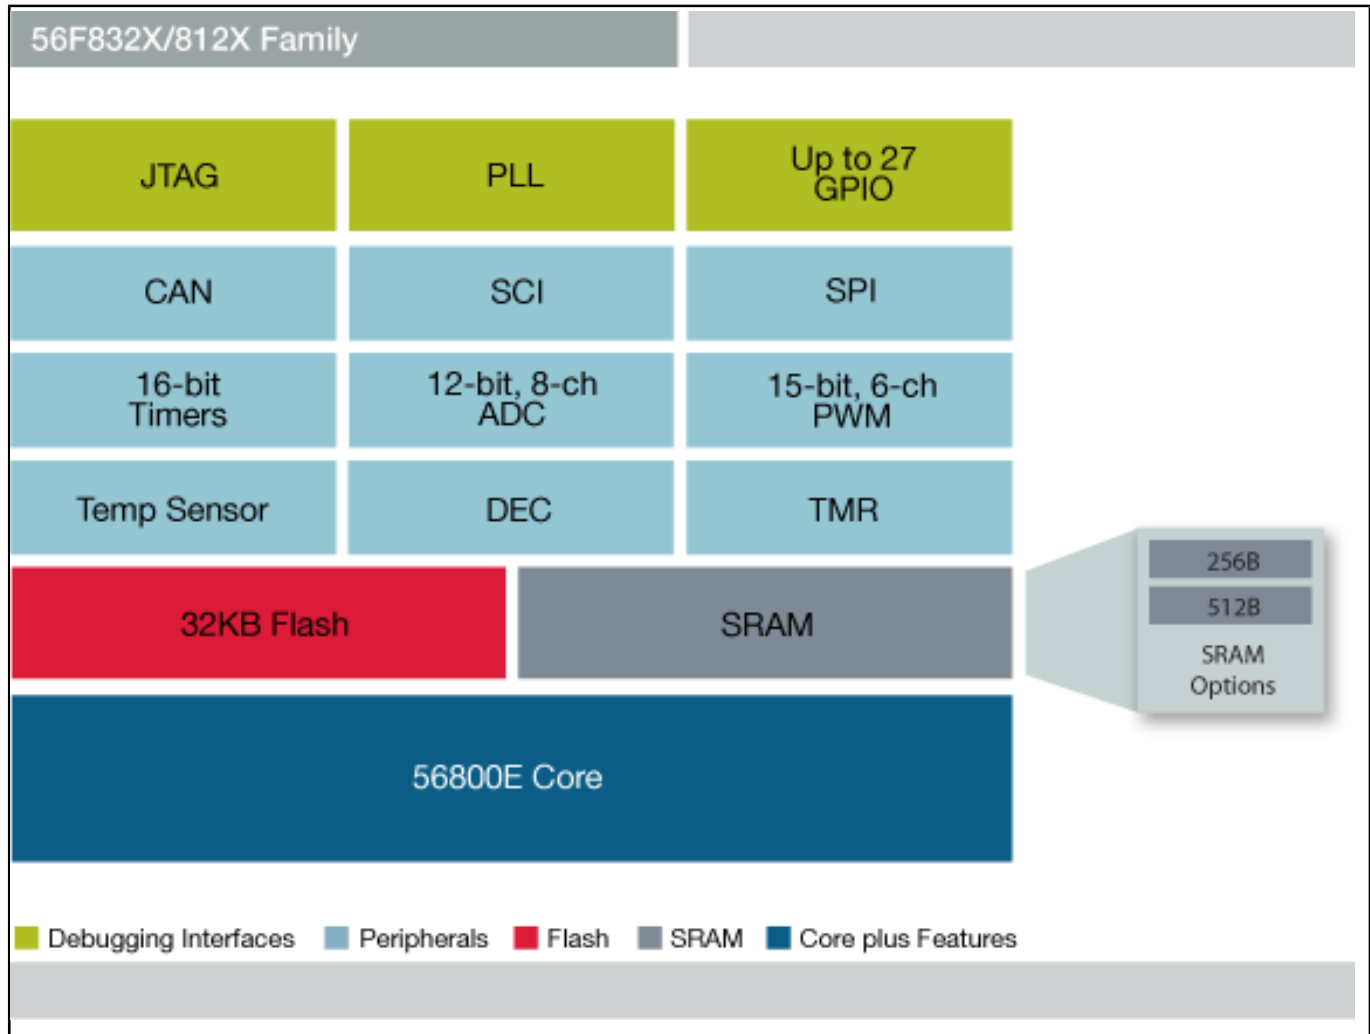 56F832X/812X Family
JTAG
PLL
Up to 27
GPIO
CAN
SCI
SPI
16-bit
Timers
12-bit, 8-ch
ADC
15-bit, 6-ch
PWM
Temp Sensor
DEC
TMR
32KB Flash
SRAM
256B
512B
SRAM
Options
56800E Core
Debugging Interfaces
Peripherals
Flash
SRAM
Core plus Features